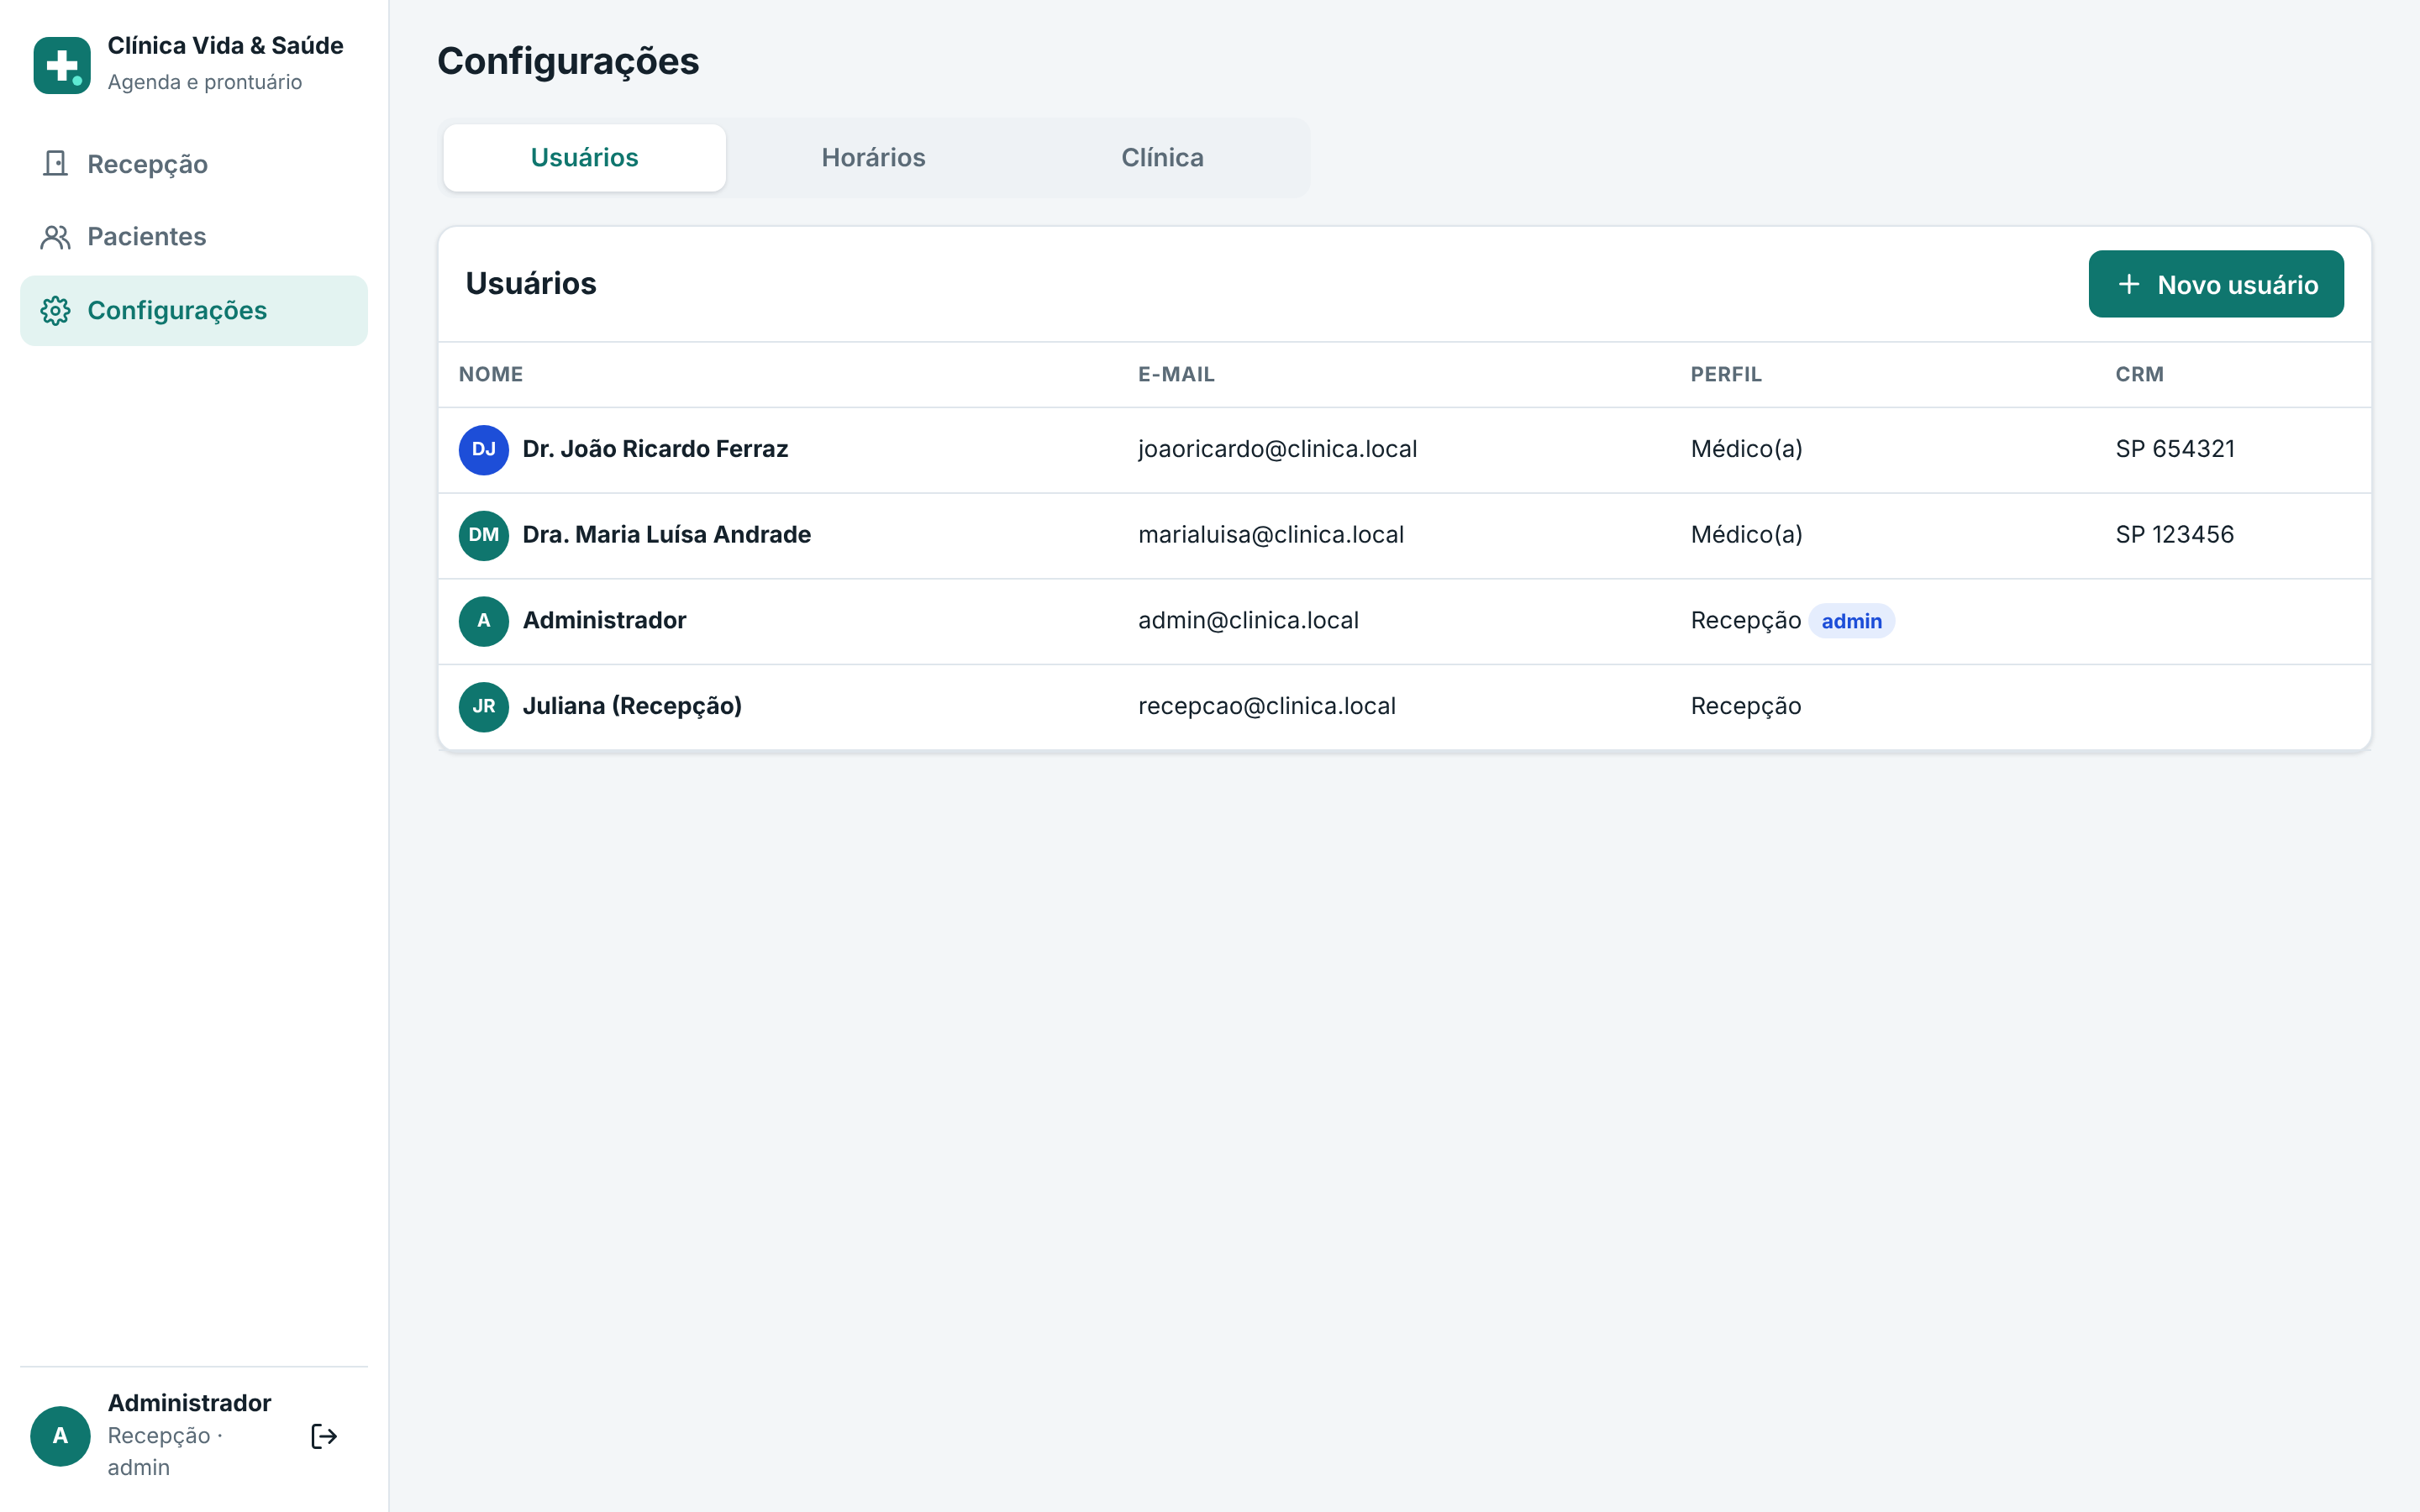 Clínica Vida & Saúde
Agenda e prontuário
Recepção
Pacientes
Configurações
Administrador
A
Recepção ·
admin
Configurações
Usuários
Horários
Clínica
Usuários
+ Novo usuário
NOME E-MAIL PERFIL CRM
DJ Dr. João Ricardo Ferraz joaoricardo@clinica.local Médico(a) SP 654321
DM Dra. Maria Luísa Andrade marialuisa@clinica.local Médico(a) SP 123456
A Administrador admin@clinica.local Recepção admin
JR Juliana (Recepção) recepcao@clinica.local Recepção